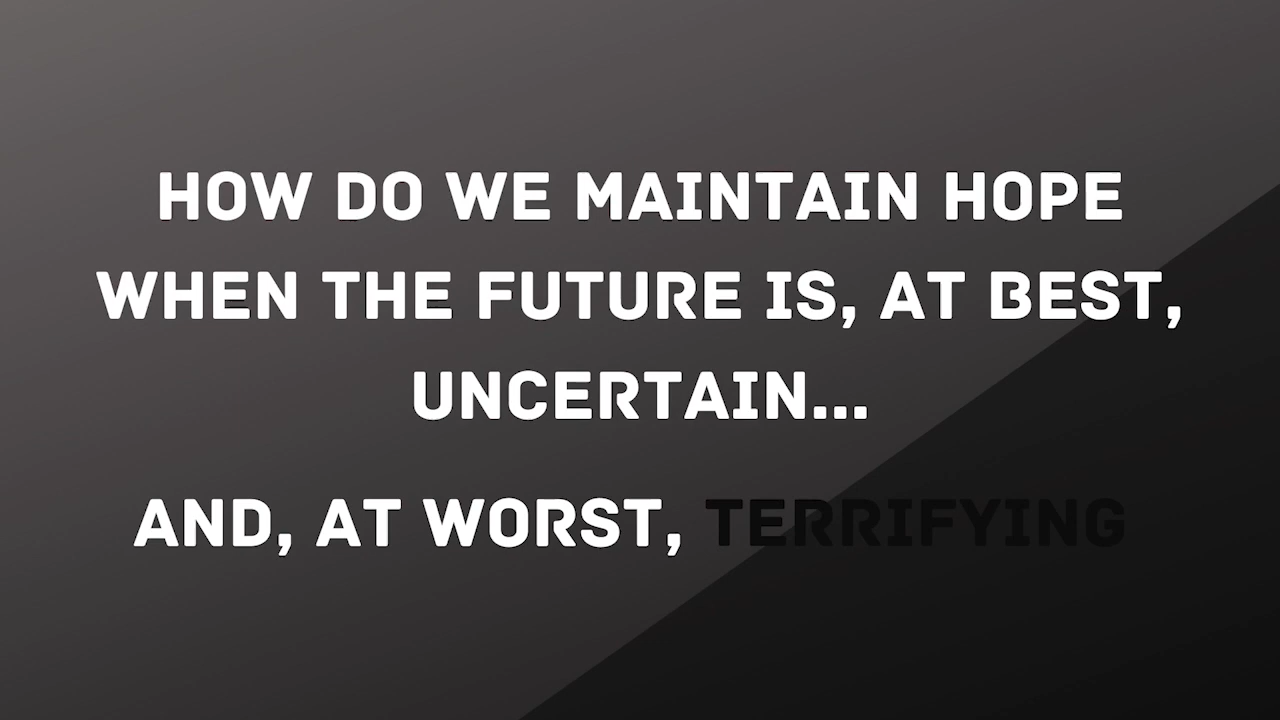 HOW DO WE MAINTAIN HOPE
WHEN THE FUTURE IS, AT BEST,
UNCERTAIN...
AND, AT WORST, TERRIFYING